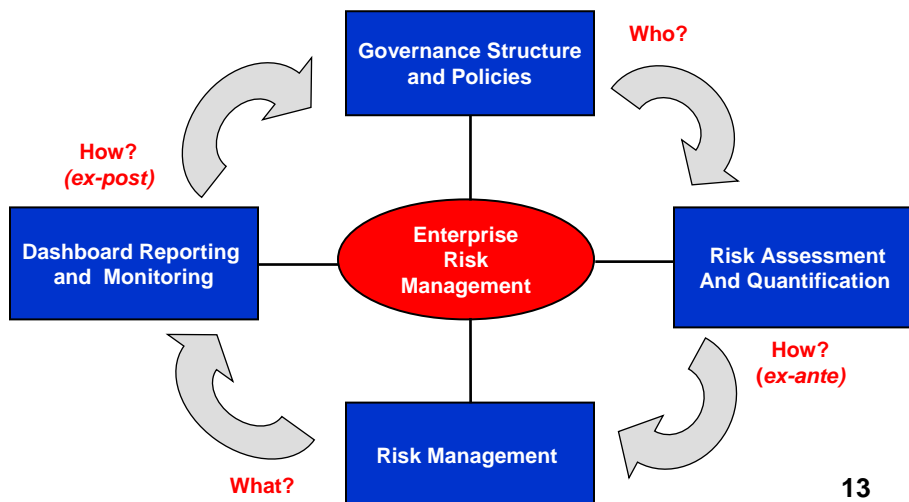 Governance Structure
and Policies
Who?
How?
(ex-post)
Dashboard Reporting
and Monitoring
Enterprise
Risk
Management
Risk Assessment
And Quantification
How?
(ex-ante)
Risk Management
What?
13